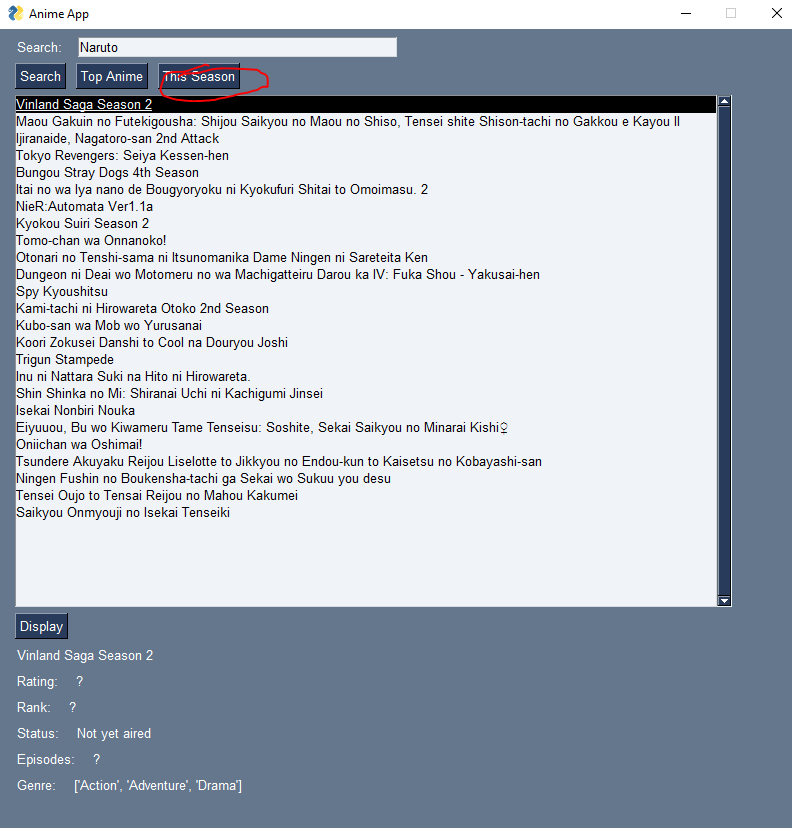 Anime App
Search: Naruto
Search Top Anime This Season
Vinland Saga Season 2
Maou Gakuin no Futekigousha: Shijou Saikyou no Maou no Shiso, Tensei shite Shison-tachi no Gakkou e Kayou II
Ijiranaide, Nagatoro-san 2nd Attack
Tokyo Revengers: Seiya Kessen-hen
Bungou Stray Dogs 4th Season
Itai no wa Iya nano de Bougyoryoku ni Kyokufuri Shitai to Omoimasu. 2
NieR:Automata Ver1.1a
Kyokou Suiri Season 2
Tomo-chan wa Onnanoko!
Otonari no Tenshi-sama ni Itsunomanika Dame Ningen ni Sareteita Ken
Dungeon ni Deai wo Motomeru no wa Machigatteiru Darou ka IV: Fuka Shou - Yakusai-hen
Spy Kyoushitsu
Kami-tachi ni Hirowareta Otoko 2nd Season
Kubo-san wa Mob wo Yurusanai
Koori Zokusei Danshi to Cool na Douryou Joshi
Trigun Stampede
Inu ni Nattara Suki na Hito ni Hirowareta.
Shin Shinka no Mi: Shiranai Uchi ni Kachigumi Jinsei
Isekai Nonbiri Nouka
Eiyuuou, Bu wo Kiwameru Tame Tenseisu: Soshite, Sekai Saikyou no Minarai Kishi♀
Oniichan wa Oshimai!
Tsundere Akuyaku Reijou Liselotte to Jikkyou no Endou-kun to Kaisetsu no Kobayashi-san
Ningen Fushin no Boukensha-tachi ga Sekai wo Sukuu you desu
Tensei Oujo to Tensai Reijou no Mahou Kakumei
Saikyou Onmyouji no Isekai Tenseiki
Display
Vinland Saga Season 2
Rating: ?
Rank: ?
Status: Not yet aired
Episodes: ?
Genre: ['Action', 'Adventure', 'Drama']